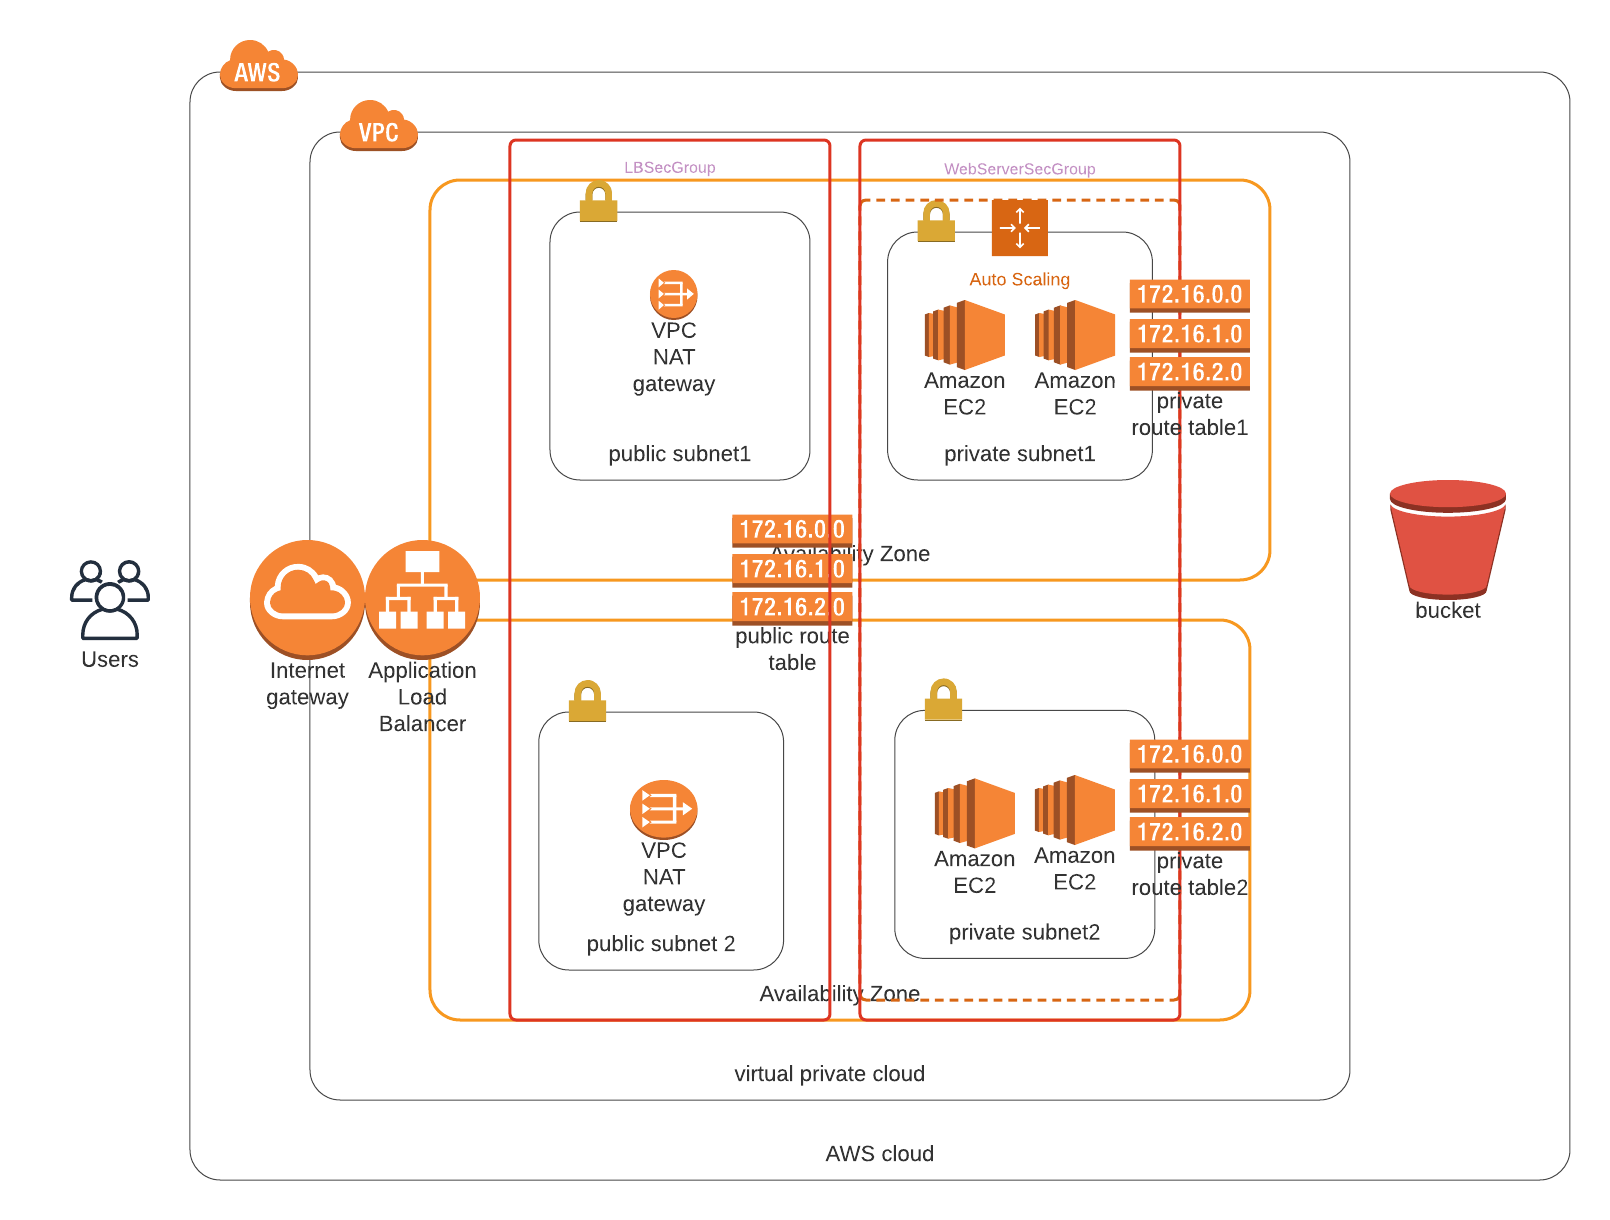 AWS
VPC
LBSecGroup
WebServerSecGroup
Auto Scaling
VPC
NAT
gateway
public subnet1
Amazon
EC2
Amazon
EC2
private subnet1
172.16.0.0
172.16.1.0
172.16.2.0
private
route table1
172.16.0.0
172.16.1.0
172.16.2.0
public route
table
Availability Zone
Users
Internet
gateway
Application
Load
Balancer
bucket
VPC
NAT
gateway
public subnet 2
Amazon
EC2
Amazon
EC2
private subnet2
172.16.0.0
172.16.1.0
172.16.2.0
private
route table2
Availability Zone
virtual private cloud
AWS cloud